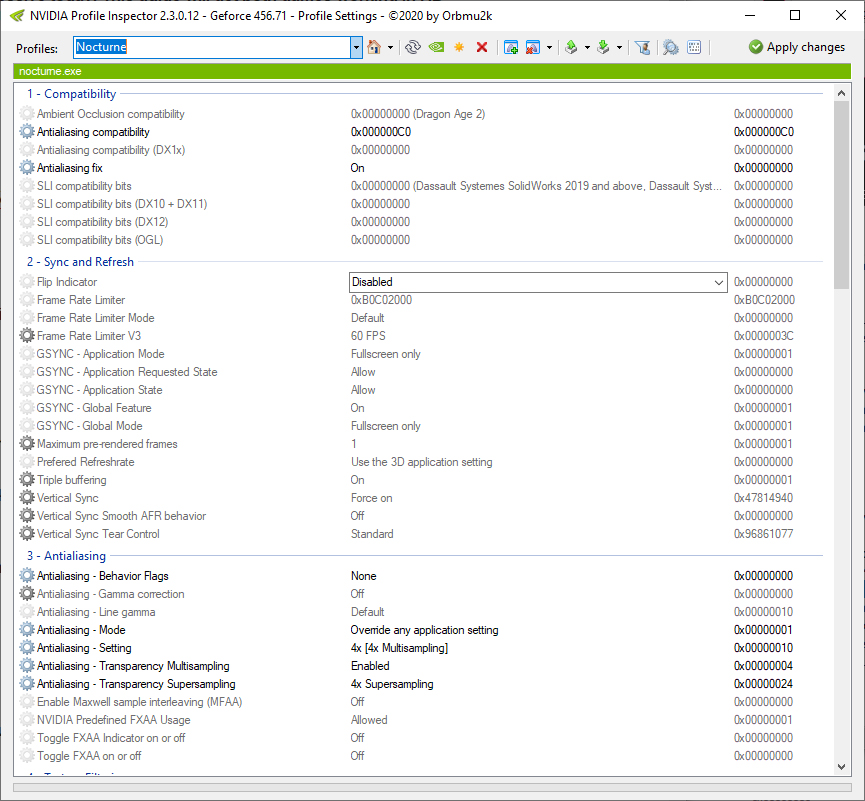 NVIDIA Profile Inspector 2.3.0.12 - Geforce 456.71 - Profile Settings - ©2020 by Orbmu2k
Profiles: Nocturne Apply changes
nocturne.exe
1 - Compatibility
Ambient Occlusion compatibility 0x00000000 (Dragon Age 2) 0x00000000
Antialiasing compatibility 0x000000C0 0x000000C0
Antialiasing compatibility (DX1x) 0x00000000 0x00000000
Antialiasing fix On 0x00000000
SLI compatibility bits 0x00000000 (Dassault Systemes SolidWorks 2019 and above, Dassault Syst... 0x00000000
SLI compatibility bits (DX10 + DX11) 0x00000000 0x00000000
SLI compatibility bits (DX12) 0x00000000 0x00000000
SLI compatibility bits (OGL) 0x00000000 0x00000000
2 - Sync and Refresh
Flip Indicator Disabled 0x00000000
Frame Rate Limiter 0xB0C02000 0xB0C02000
Frame Rate Limiter Mode Default 0x00000000
Frame Rate Limiter V3 60 FPS 0x0000003C
GSYNC - Application Mode Fullscreen only 0x00000001
GSYNC - Application Requested State Allow 0x00000000
GSYNC - Application State Allow 0x00000000
GSYNC - Global Feature On 0x00000001
GSYNC - Global Mode Fullscreen only 0x00000001
Maximum pre-rendered frames 1 0x00000001
Prefered Refreshrate Use the 3D application setting 0x00000000
Triple buffering On 0x00000001
Vertical Sync Force on 0x47814940
Vertical Sync Smooth AFR behavior Off 0x00000000
Vertical Sync Tear Control Standard 0x96861077
3 - Antialiasing
Antialiasing - Behavior Flags None 0x00000000
Antialiasing - Gamma correction Off 0x00000000
Antialiasing - Line gamma Default 0x00000010
Antialiasing - Mode Override any application setting 0x00000001
Antialiasing - Setting 4x [4x Multisampling] 0x00000010
Antialiasing - Transparency Multisampling Enabled 0x00000004
Antialiasing - Transparency Supersampling 4x Supersampling 0x00000024
Enable Maxwell sample interleaving (MFAA) Off 0x00000000
NVIDIA Predefined FXAA Usage Allowed 0x00000001
Toggle FXAA Indicator on or off Off 0x00000000
Toggle FXAA on or off Off 0x00000000